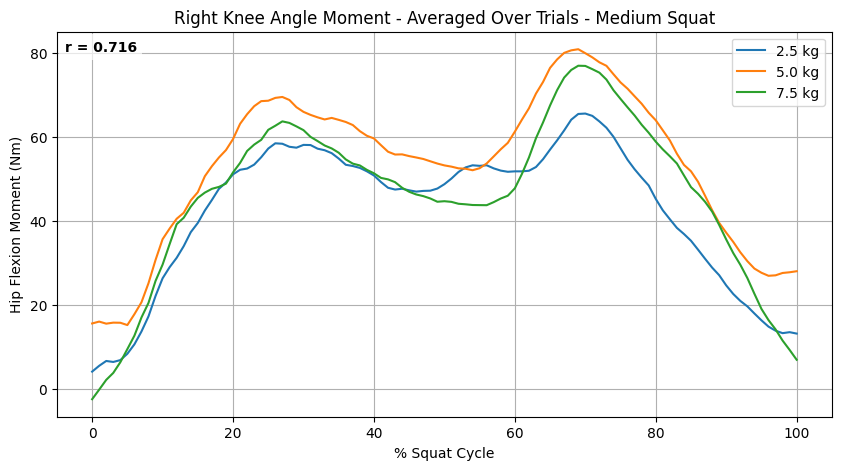 Right Knee Angle Moment - Averaged Over Trials - Medium Squat
r = 0.716
2.5 kg
5.0 kg
7.5 kg
Hip Flexion Moment (Nm)
80
60
40
20
0
0 20 40 60 80 100
% Squat Cycle